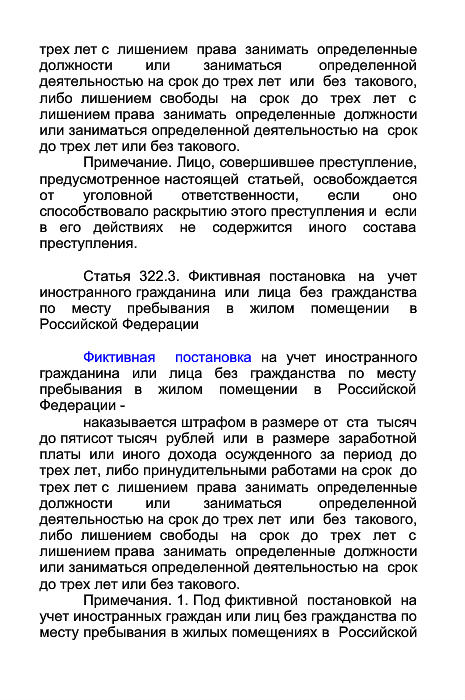 трех лет с лишением права занимать определенные
должности или заниматься определенной
деятельностью на срок до трех лет или без такового,
либо лишением свободы на срок до трех лет с
лишением права занимать определенные должности
или заниматься определенной деятельностью на срок
до трех лет или без такового.
Примечание. Лицо, совершившее преступление,
предусмотренное настоящей статьей, освобождается
от уголовной ответственности, если оно
способствовало раскрытию этого преступления и если
в его действиях не содержится иного состава
преступления.
Статья 322.3. Фиктивная постановка на учет
иностранного гражданина или лица без гражданства
по месту пребывания в жилом помещении в
Российской Федерации
Фиктивная постановка на учет иностранного
гражданина или лица без гражданства по месту
пребывания в жилом помещении в Российской
Федерации -
наказывается штрафом в размере от ста тысяч
до пятисот тысяч рублей или в размере заработной
платы или иного дохода осужденного за период до
трех лет, либо принудительными работами на срок до
трех лет с лишением права занимать определенные
должности или заниматься определенной
деятельностью на срок до трех лет или без такового,
либо лишением свободы на срок до трех лет с
лишением права занимать определенные должности
или заниматься определенной деятельностью на срок
до трех лет или без такового.
Примечания. 1. Под фиктивной постановкой на
учет иностранных граждан или лиц без гражданства по
месту пребывания в жилых помещениях в Российской